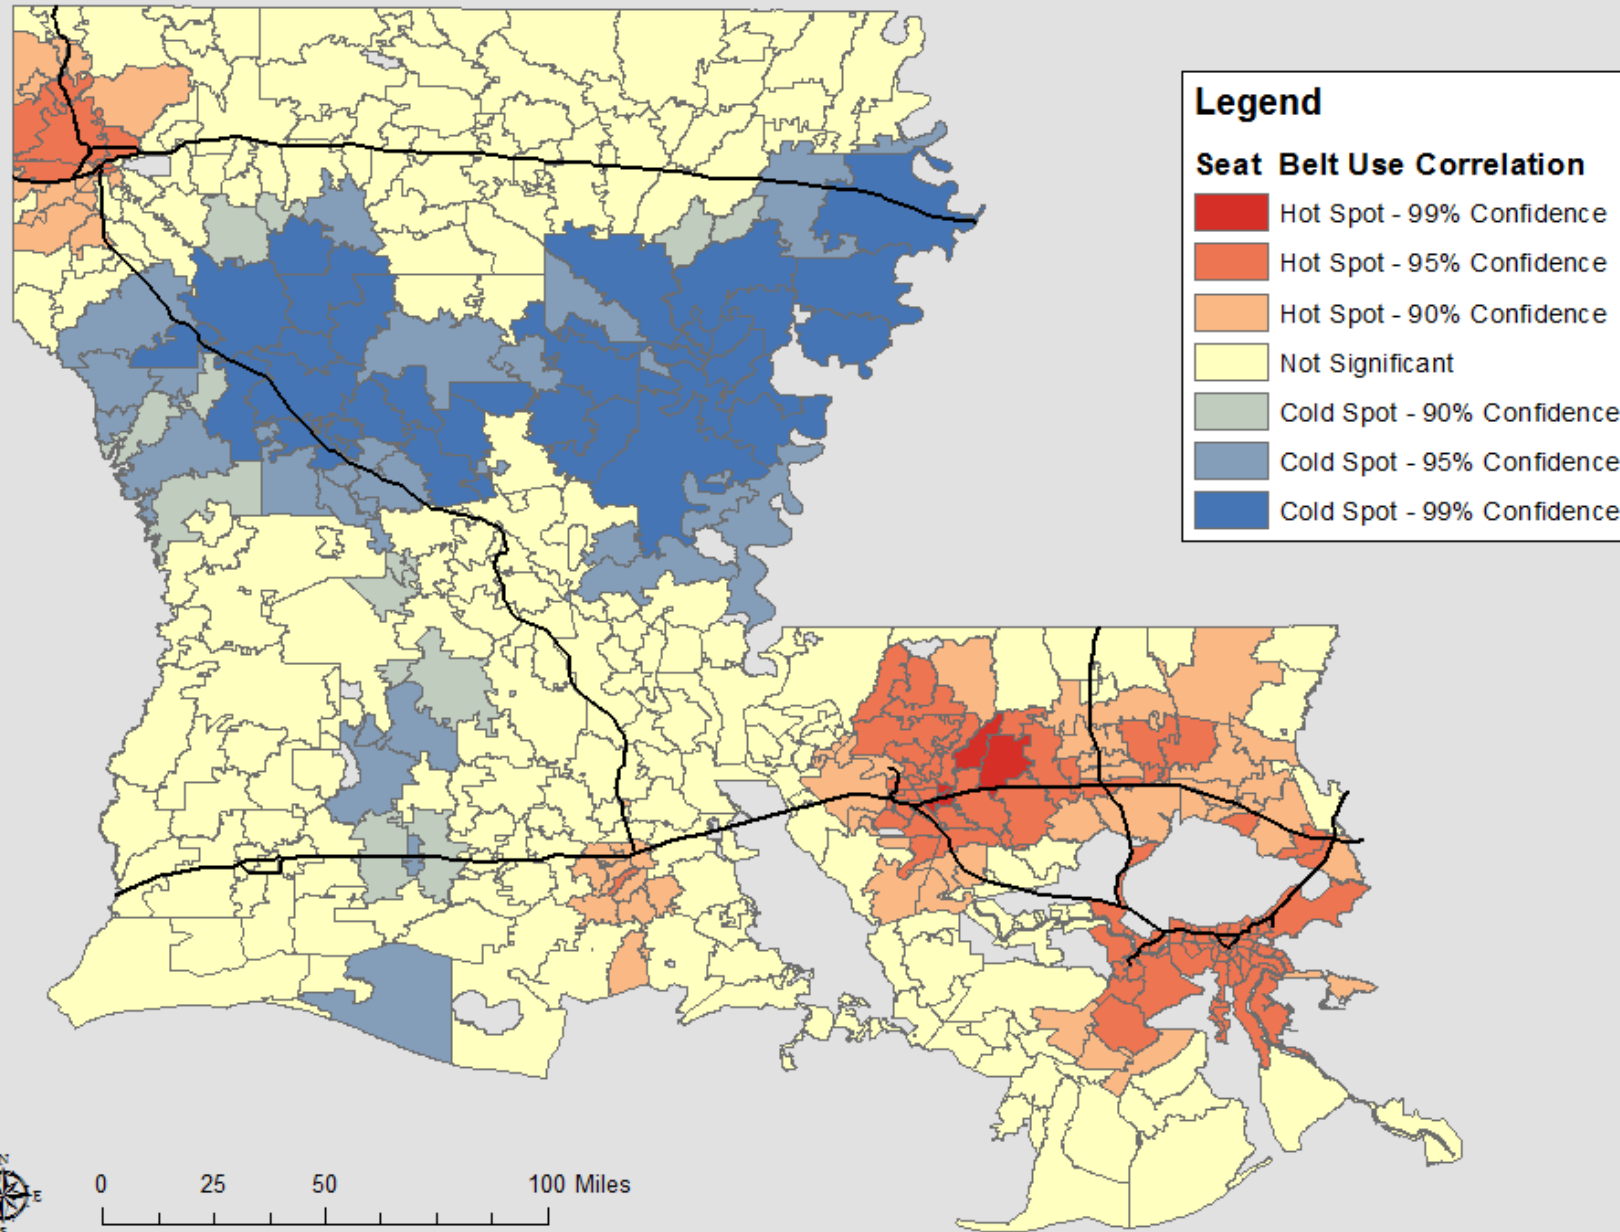 Legend
Seat Belt Use Correlation
Hot Spot - 99% Confidence
Hot Spot - 95% Confidence
Hot Spot - 90% Confidence
Not Significant
Cold Spot - 90% Confidence
Cold Spot - 95% Confidence
Cold Spot - 99% Confidence
N
E
0 25 50 100 Miles